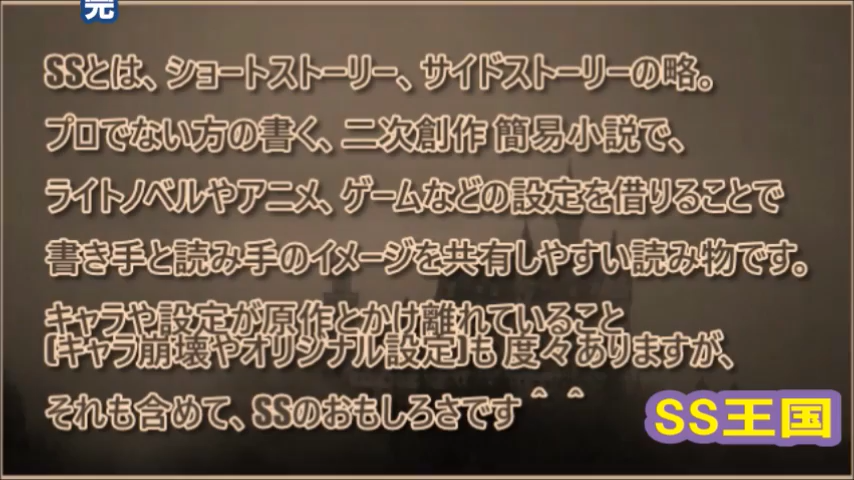 完
SSとは、ショートストーリー、サイドストーリーの略。
プロでない方の書く、二次創作 簡易小説で、
ライトノベルやアニメ、ゲームなどの設定を借りることで
書き手と読み手のイメージを共有しやすい読み物です。
キャラや設定が原作とかけ離れていること
(キャラ崩壊やオリジナル設定)も 度々ありますが、
それも含めて、SSのおもしろさです ^ ^
SS王国